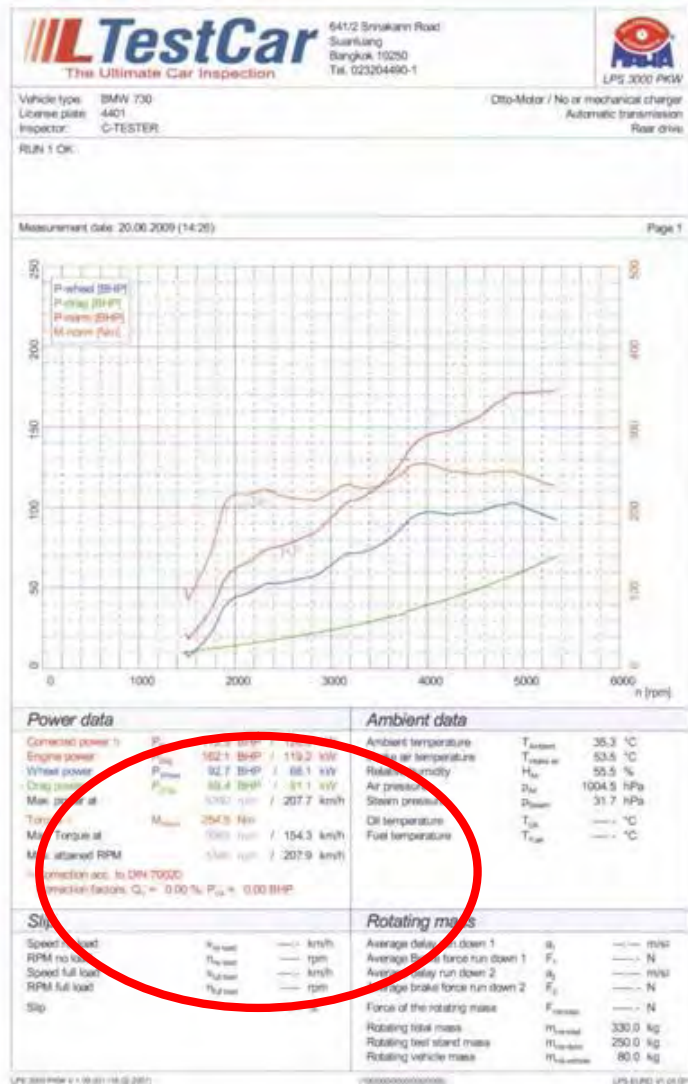 LTestCar
The Ultimate Car Inspection
641/2 Srinakarin Road
Suanluang
Bangkok 10250
Tel. 023204490-1
MAHA
LPS 3000 PKW
Vehicle type: BMW 730
License plate: 4401
Inspector: C-TESTER
Otto-Motor / No or mechanical charger
Automatic transmission
Rear drive
RUN 1 OK
Measurement date: 20.06.2009 (14:26)
Page 1
P-wheel [BHP]
P-drag [BHP]
P-norm [BHP]
M-norm [Nm]
250
200
150
100
50
0
500
400
300
200
100
0
0 1000 2000 3000 4000 5000 6000
n [rpm]
Power data
Corrected power
Engine power 162.1 BHP / 119.2 kW
Wheel power 92.7 BHP / 68.1 kW
Drag power 69.4 BHP / 51.1 kW
Max. power at / 207.7 km/h
Torque 254.5 Nm
Max. Torque at / 154.3 km/h
Max. attained RPM / 207.9 km/h
Correction acc. to DIN 70020
Correction factors: 0.00 %, 0.00 BHP
Ambient data
Ambient temperature 35.3 °C
air temperature 53.5 °C
Relative humidity 55.5 %
Air pressure 1004.5 hPa
Steam pressure 31.7 hPa
Oil temperature ---.- °C
Fuel temperature ---.- °C
Slip
Speed no load ---.- km/h
RPM no load ---- rpm
Speed full load ---.- km/h
RPM full load ---- rpm
Slip %
Rotating mass
Average delay run down 1
Average Brake force run down 1 N
Average delay run down 2
Average brake force run down 2 N
Force of the rotating mass N
Rotating total mass 330.0 kg
Rotating test stand mass 250.0 kg
Rotating vehicle mass 80.0 kg